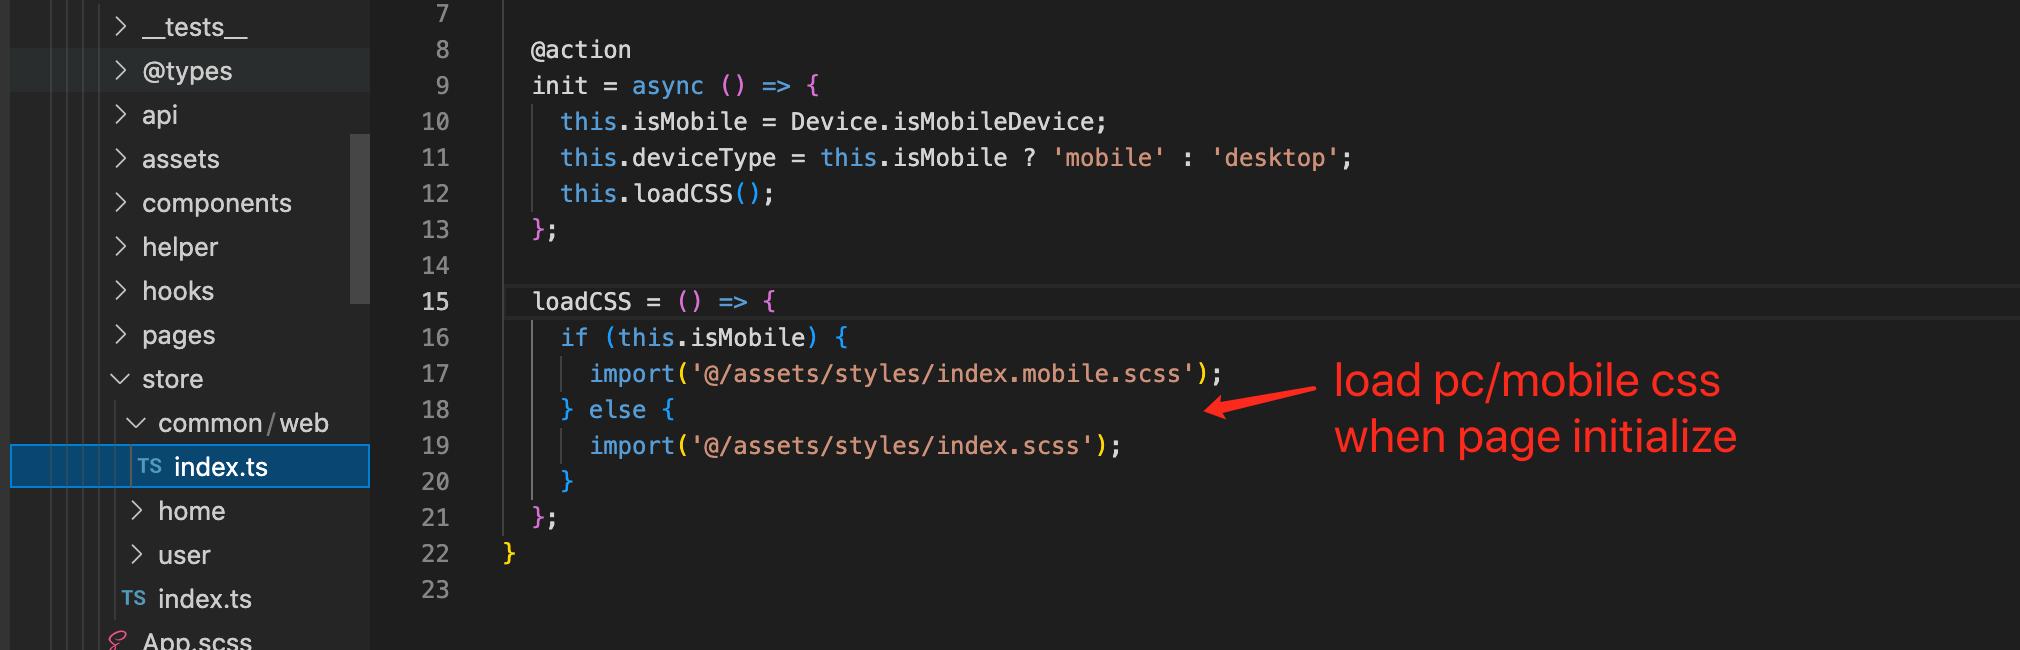 __tests__
@types
api
assets
components
helper
hooks
pages
store
common/web
TS index.ts
home
user
TS index.ts
App.scss
7
8 @action
9 init = async () => {
10 this.isMobile = Device.isMobileDevice;
11 this.deviceType = this.isMobile ? 'mobile' : 'desktop';
12 this.loadCSS();
13 };
14
15 loadCSS = () => {
16 if (this.isMobile) {
17 import('@/assets/styles/index.mobile.scss');
18 } else {
19 import('@/assets/styles/index.scss');
20 }
21 };
22 }
23
load pc/mobile css
when page initialize